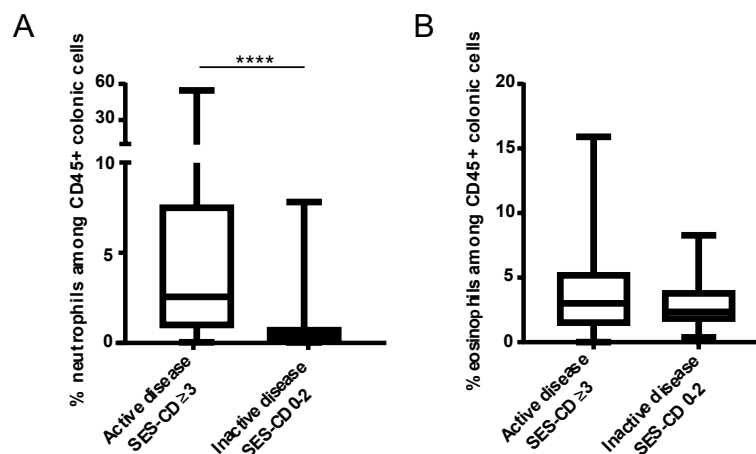 A
% neutrophils among CD45+ colonic cells
60
30
10
5
0
****
Active disease
SES-CD ≥3
Inactive disease
SES-CD 0-2
B
% eosinophils among CD45+ colonic cells
20
15
10
5
0
Active disease
SES-CD ≥3
Inactive disease
SES-CD 0-2